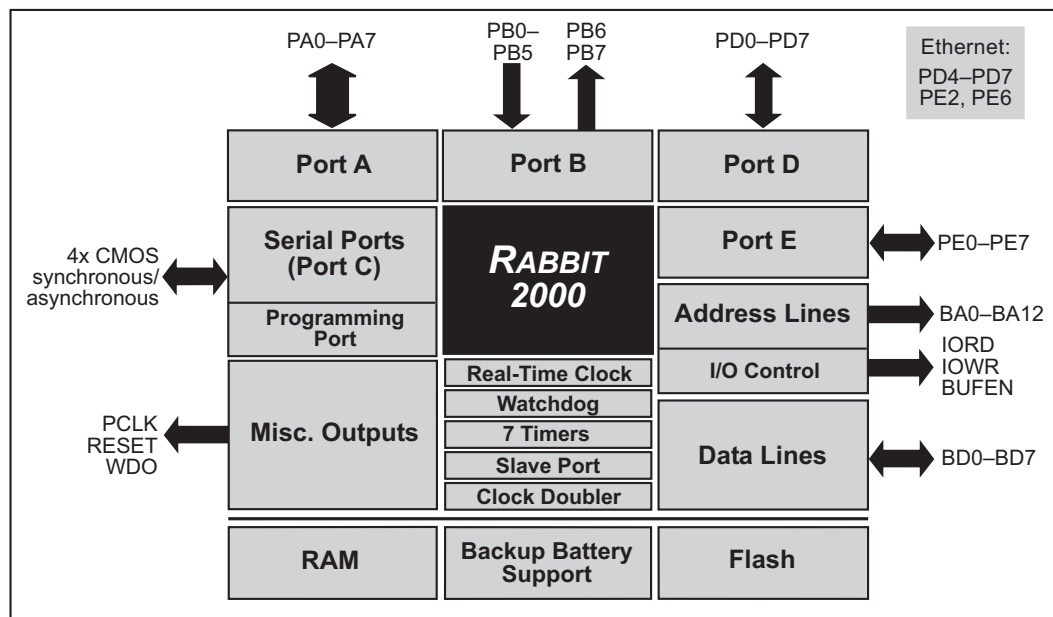 PA0–PA7
PB0–
PB5
PB6
PB7
PD0–PD7
Ethernet:
PD4–PD7
PE2, PE6
Port A
Port B
Port D
4x CMOS
synchronous/
asynchronous
Serial Ports
(Port C)
Programming
Port
RABBIT
2000
Port E
PE0–PE7
Address Lines
BA0–BA12
I/O Control
IORD
IOWR
BUFEN
PCLK
RESET
WDO
Misc. Outputs
Real-Time Clock
Watchdog
7 Timers
Slave Port
Clock Doubler
Data Lines
BD0–BD7
RAM
Backup Battery
Support
Flash